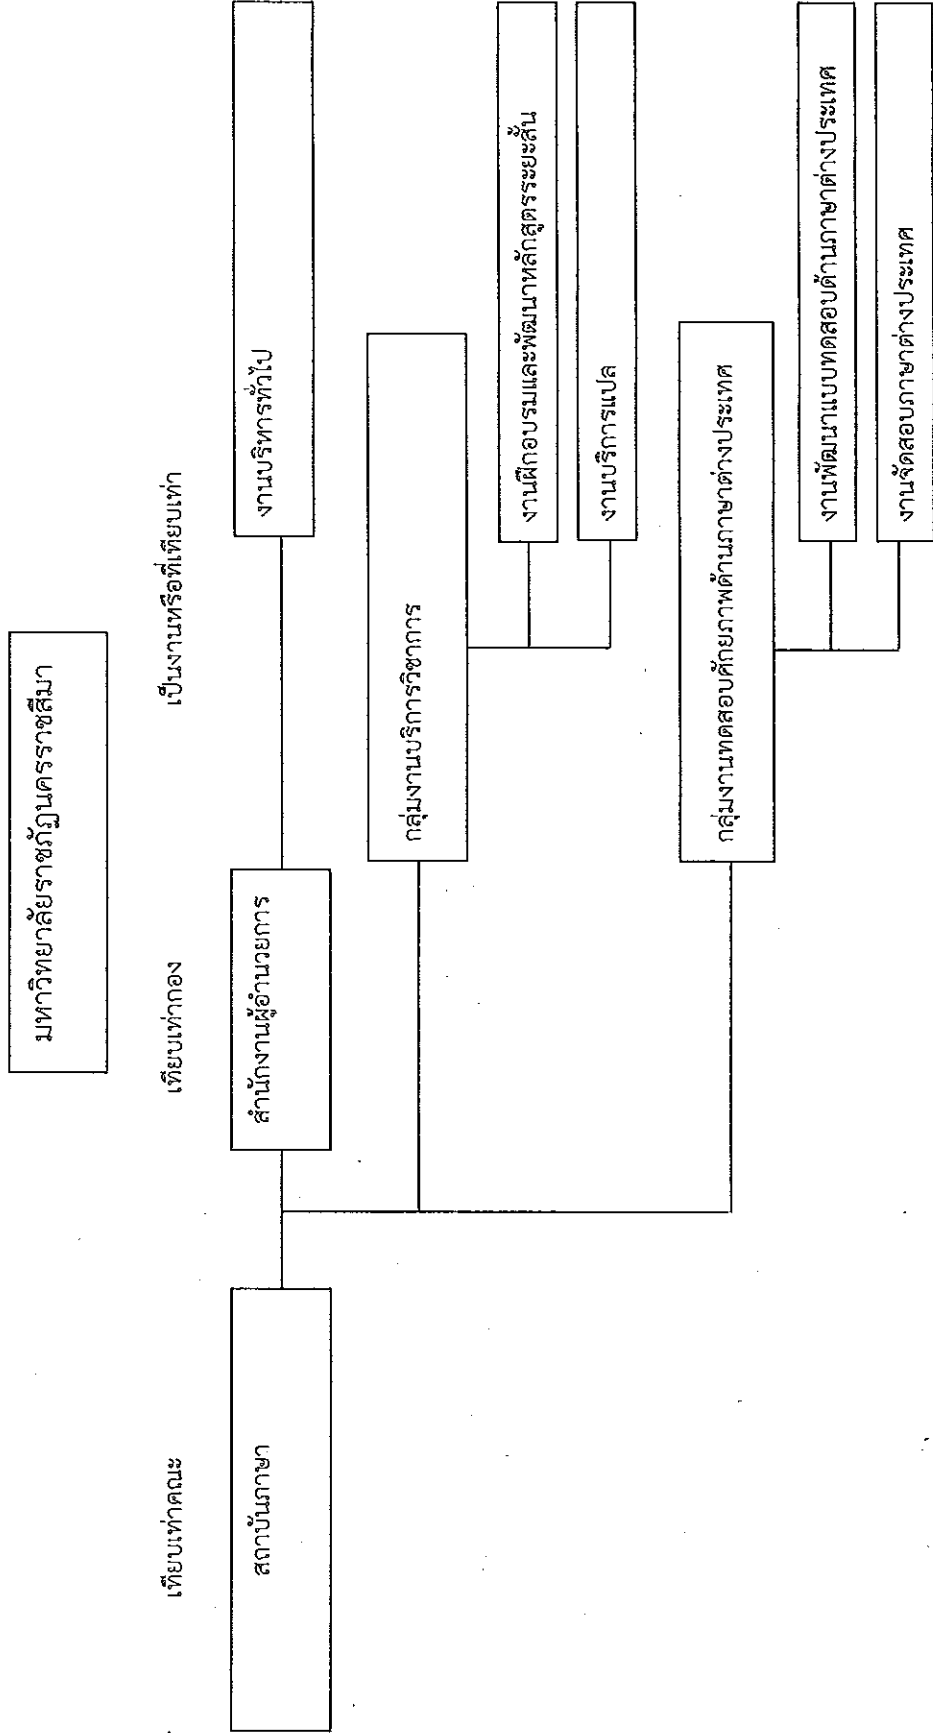 มหาวิทยาลัยราชภัฏนครราชสีมา
เทียบเท่าคณะ
เทียบเท่ากอง
เป็นงานหรือที่เทียบเท่า
สถาบันภาษา
สำนักงานผู้อำนวยการ
งานบริหารทั่วไป
กลุ่มงานบริการวิชาการ
งานฝึกอบรมและพัฒนาหลักสูตรระยะสั้น
งานบริการแปล
กลุ่มงานทดสอบศักยภาพด้านภาษาต่างประเทศ
งานพัฒนาแบบทดสอบด้านภาษาต่างประเทศ
งานจัดสอบภาษาต่างประเทศ